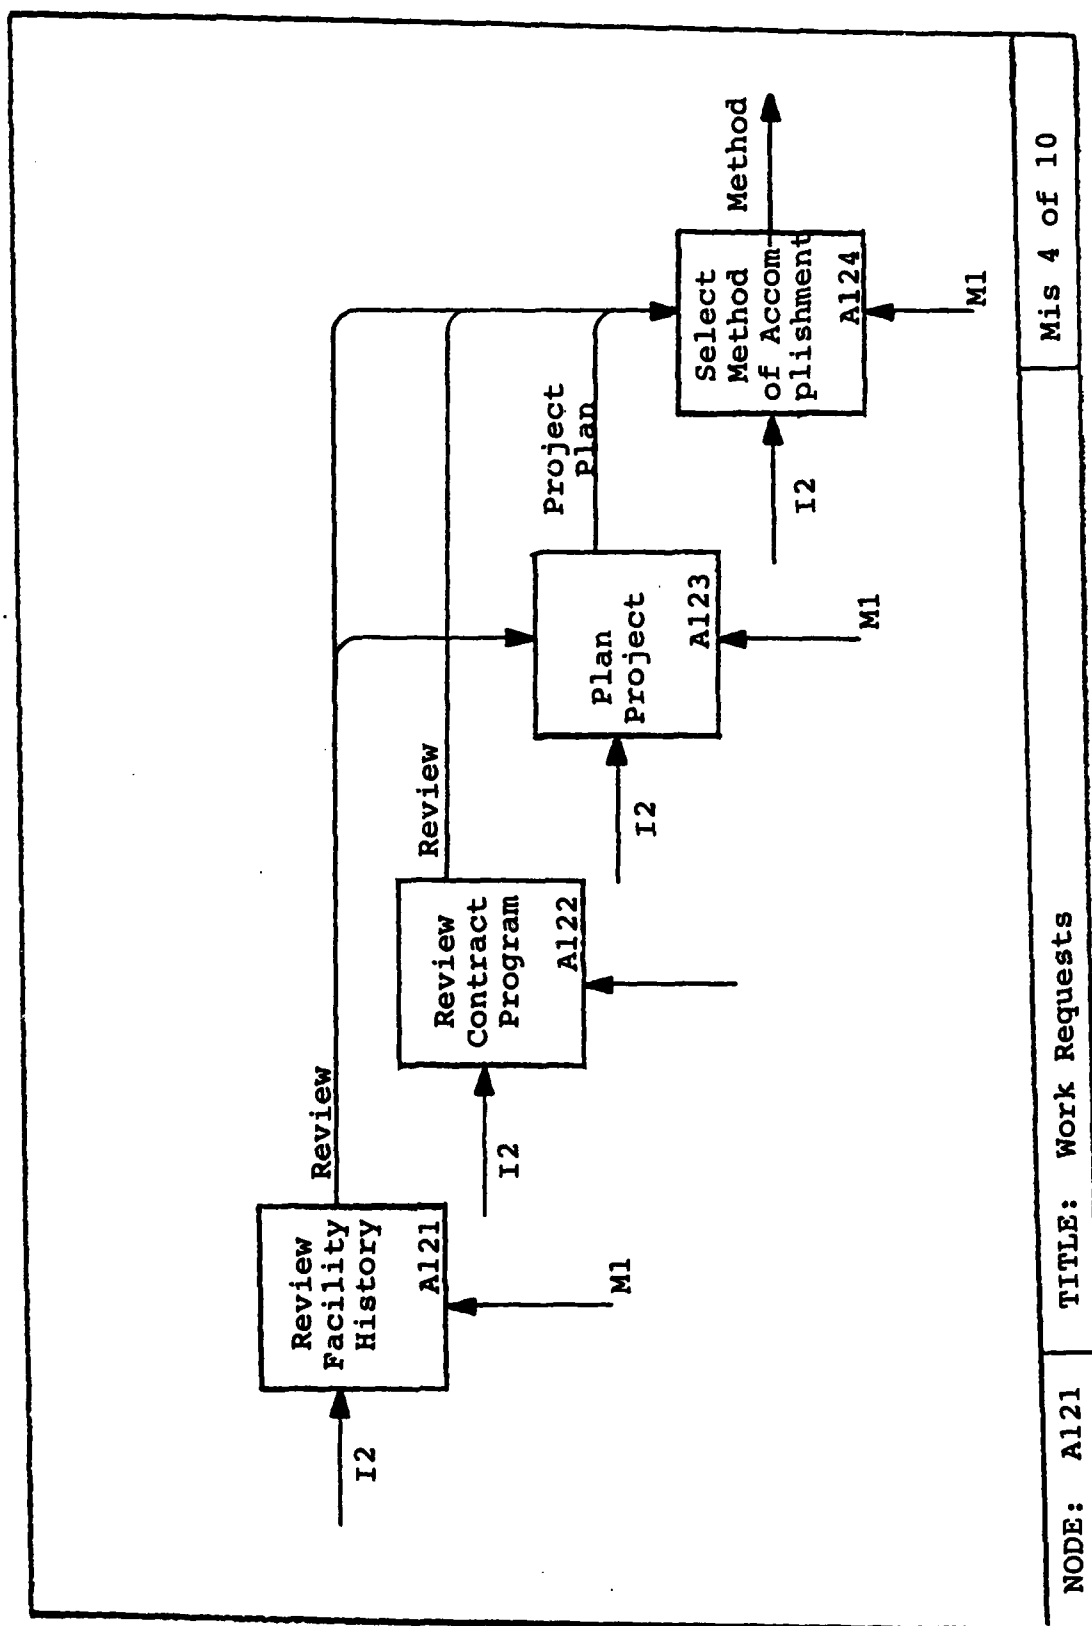 I2
Review
Facility
History
A121
M1
Review
I2
Review
Contract
Program
A122
Review
I2
Plan
Project
A123
M1
Project
Plan
I2
Select
Method
of Accom-
plishment
A124
M1
Method
NODE: A121
TITLE: Work Requests
Mis 4 of 10